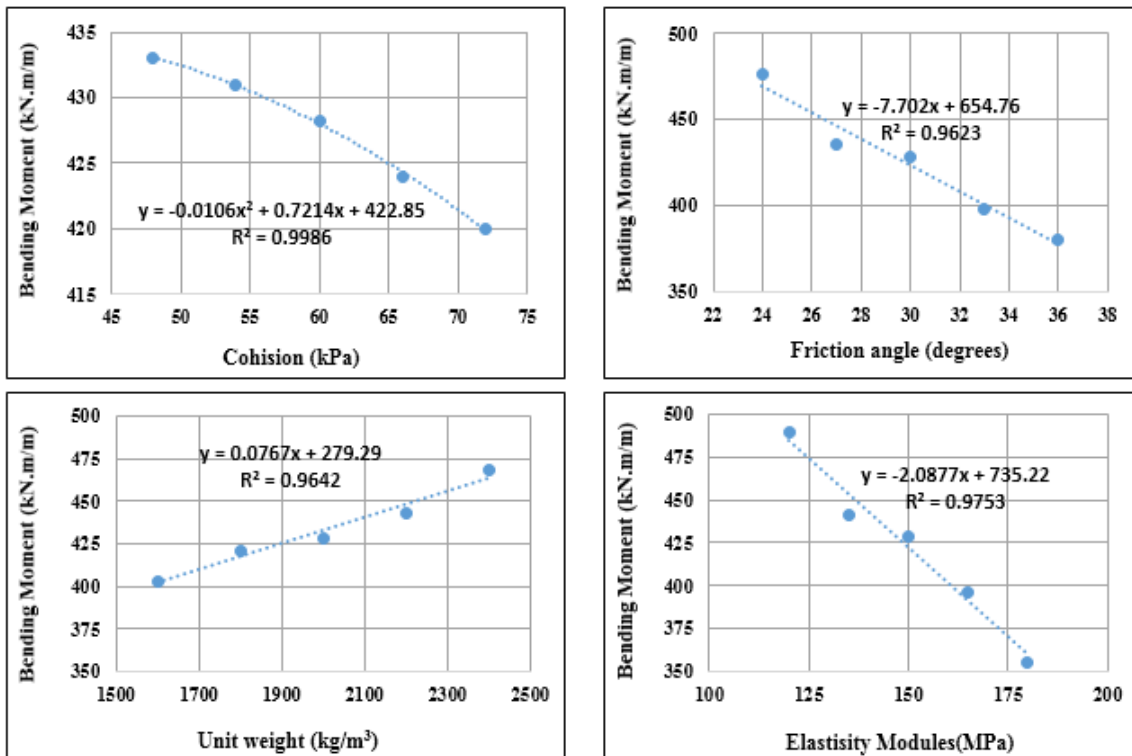 Bending Moment (kN.m/m)
435
430
425
420
415
y = -0.0106x² + 0.7214x + 422.85
R² = 0.9986
45 50 55 60 65 70 75
Cohision (kPa)
Bending Moment (kN.m/m)
500
450
400
350
y = -7.702x + 654.76
R² = 0.9623
22 24 26 28 30 32 34 36 38
Friction angle (degrees)
Bending Moment (kN.m/m)
500
475
450
425
400
375
350
y = 0.0767x + 279.29
R² = 0.9642
1500 1700 1900 2100 2300 2500
Unit weight (kg/m³)
Bending Moment (kN.m/m)
500
475
450
425
400
375
350
y = -2.0877x + 735.22
R² = 0.9753
100 125 150 175 200
Elastisity Modules(MPa)